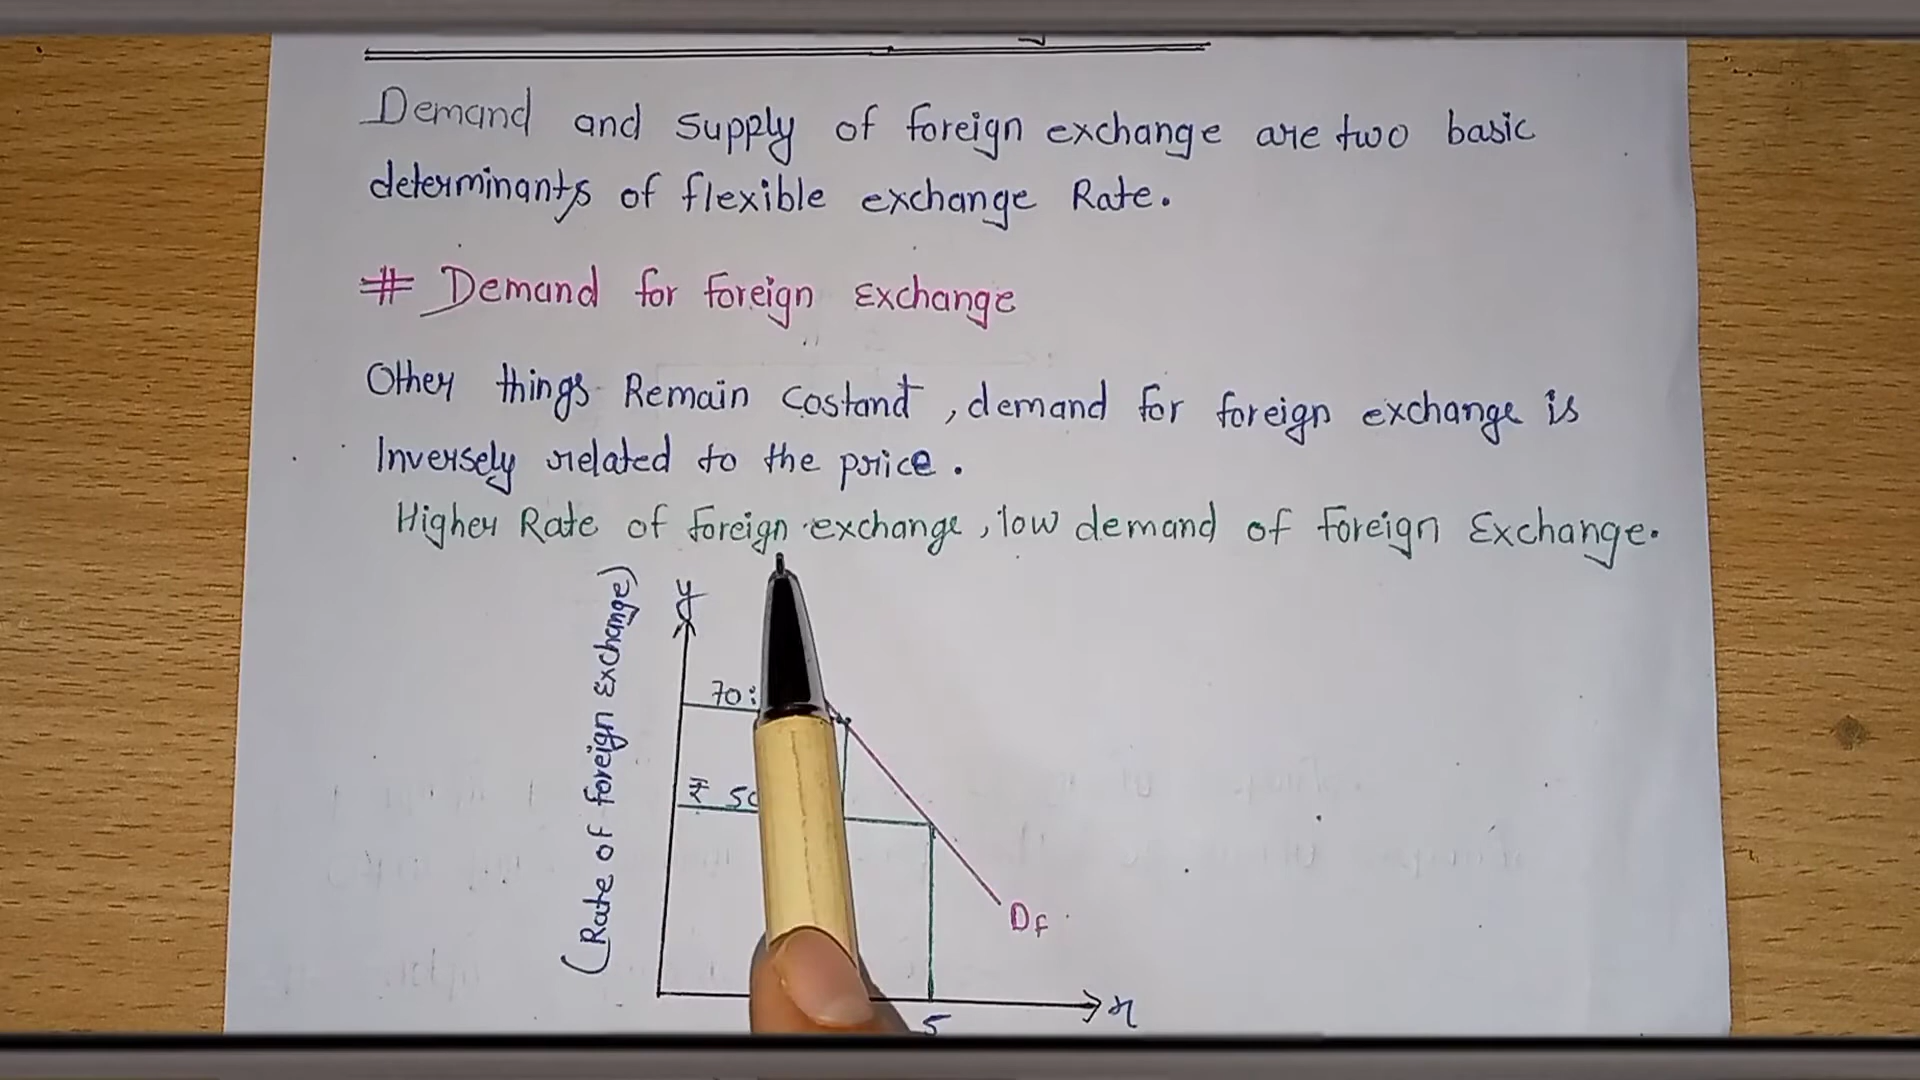 Demand and supply of foreign exchange are two basic
determinants of flexible exchange Rate.
# Demand for foreign Exchange
Other things Remain Costant, demand for foreign exchange is
Inversely related to the price.
Higher Rate of foreign exchange, low demand of Foreign Exchange.
(Rate of foreign Exchange)
y
70:
₹ 50
Df
x
5